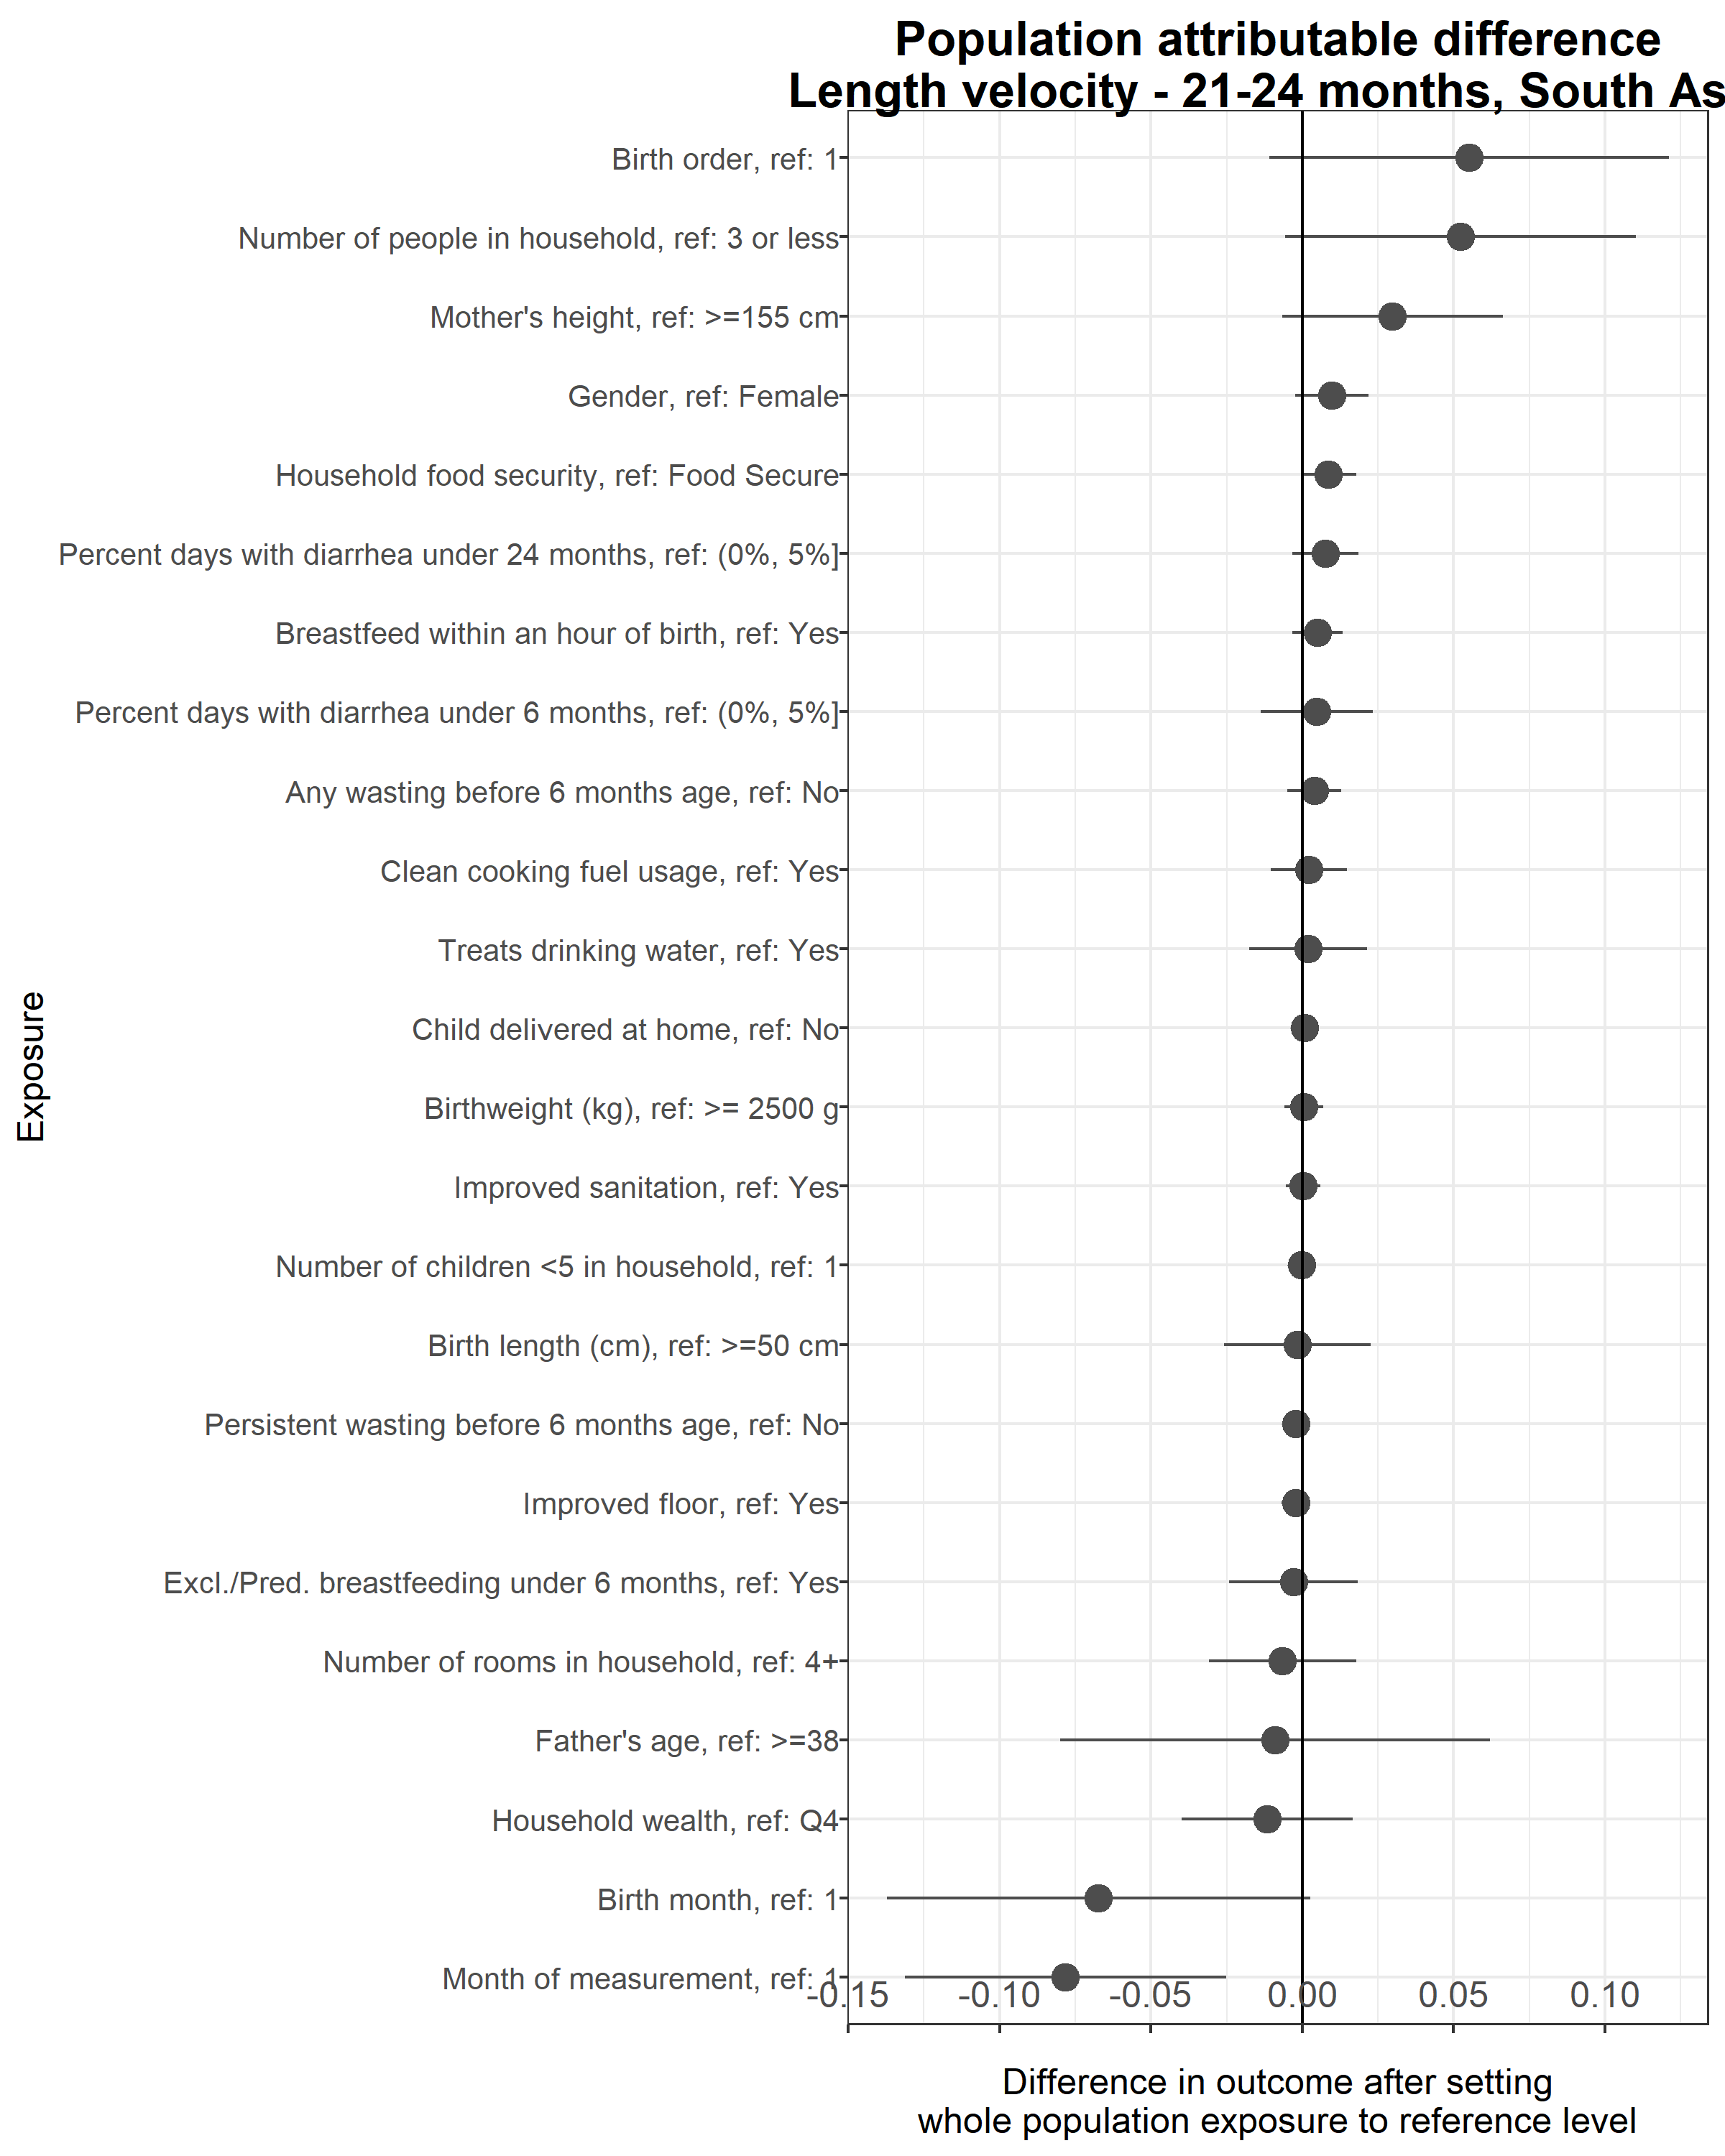 Population attributable difference
Length velocity - 21-24 months, South As
Birth order, ref: 1
Number of people in household, ref: 3 or less
Mother's height, ref: >=155 cm
Gender, ref: Female
Household food security, ref: Food Secure
Percent days with diarrhea under 24 months, ref: (0%, 5%]
Breastfeed within an hour of birth, ref: Yes
Percent days with diarrhea under 6 months, ref: (0%, 5%]
Any wasting before 6 months age, ref: No
Clean cooking fuel usage, ref: Yes
Treats drinking water, ref: Yes
Child delivered at home, ref: No
Birthweight (kg), ref: >= 2500 g
Improved sanitation, ref: Yes
Number of children <5 in household, ref: 1
Birth length (cm), ref: >=50 cm
Persistent wasting before 6 months age, ref: No
Improved floor, ref: Yes
Excl./Pred. breastfeeding under 6 months, ref: Yes
Number of rooms in household, ref: 4+
Father's age, ref: >=38
Household wealth, ref: Q4
Birth month, ref: 1
Month of measurement, ref: 1
Exposure
-0.15 -0.10 -0.05 0.00 0.05 0.10
Difference in outcome after setting
whole population exposure to reference level